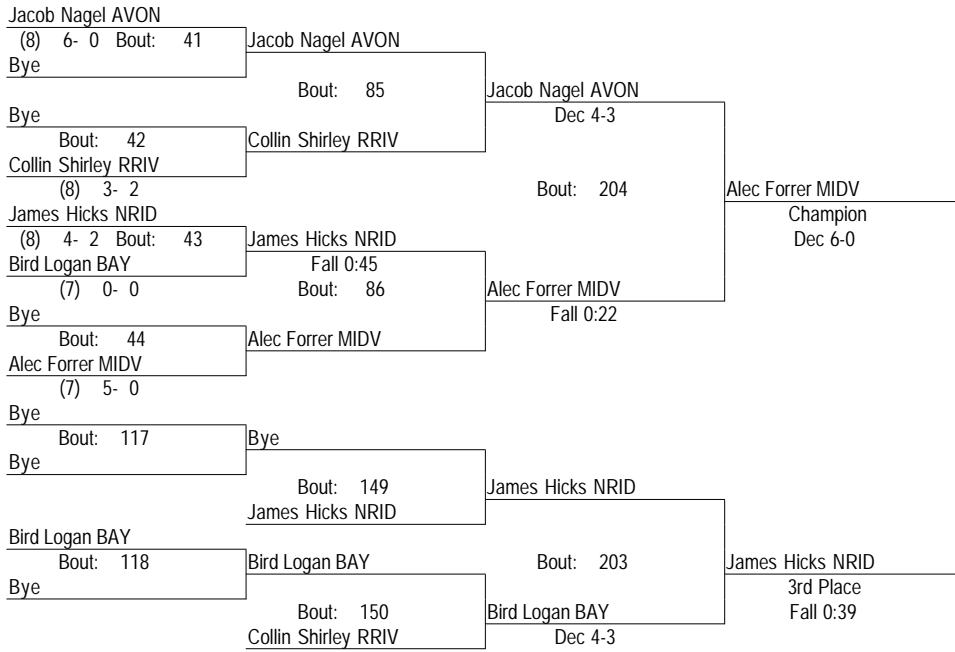 Jacob Nagel AVON
(8) 6- 0 Bout: 41
Jacob Nagel AVON
Bye
Bout: 85
Jacob Nagel AVON
Bye
Dec 4-3
Bout: 42
Collin Shirley RRIV
Collin Shirley RRIV
(8) 3- 2
Bout: 204
Alec Forrer MIDV
James Hicks NRID
Champion
(8) 4- 2 Bout: 43
James Hicks NRID
Dec 6-0
Bird Logan BAY
Fall 0:45
(7) 0- 0
Bout: 86
Alec Forrer MIDV
Bye
Fall 0:22
Bout: 44
Alec Forrer MIDV
Alec Forrer MIDV
(7) 5- 0
Bye
Bout: 117
Bye
Bye
Bout: 149
James Hicks NRID
James Hicks NRID
Bird Logan BAY
Bout: 118
Bird Logan BAY
Bout: 203
James Hicks NRID
Bye
3rd Place
Bout: 150
Bird Logan BAY
Fall 0:39
Collin Shirley RRIV
Dec 4-3